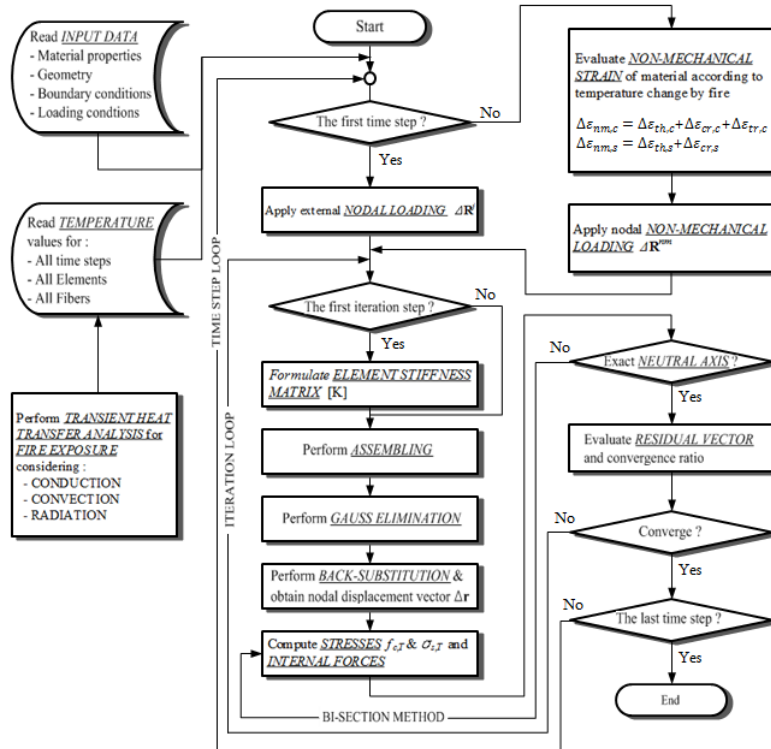 Read INPUT DATA
- Material properties
- Geometry
- Boundary conditions
- Loading condtions
Read TEMPERATURE
values for :
- All time steps
- All Elements
- All Fibers
Perform TRANSIENT HEAT
TRANSFER ANALYSIS for
FIRE EXPOSURE
considering :
- CONDUCTION
- CONVECTION
- RADIATION
Start
The first time step ?
No
Yes
Apply external NODAL LOADING ΔRˡ
TIME STEP LOOP
ITERATION LOOP
The first iteration step ?
No
Yes
Formulate ELEMENT STIFFNESS
MATRIX [K]
Perform ASSEMBLING
Perform GAUSS ELIMINATION
Perform BACK-SUBSTITUTION &
obtain nodal displacement vector Δr
Compute STRESSES f_{c,T} & σ_{s,T} and
INTERNAL FORCES
BI-SECTION METHOD
Evaluate NON-MECHANICAL
STRAIN of material according to
temperature change by fire
Δε_{nm,c} = Δε_{th,c}+Δε_{cr,c}+Δε_{tr,c}
Δε_{nm,s} = Δε_{th,s}+Δε_{cr,s}
Apply nodal NON-MECHANICAL
LOADING ΔRⁿᵐ
No
Exact NEUTRAL AXIS ?
Yes
Evaluate RESIDUAL VECTOR
and convergence ratio
No
Converge ?
Yes
No
The last time step ?
Yes
End